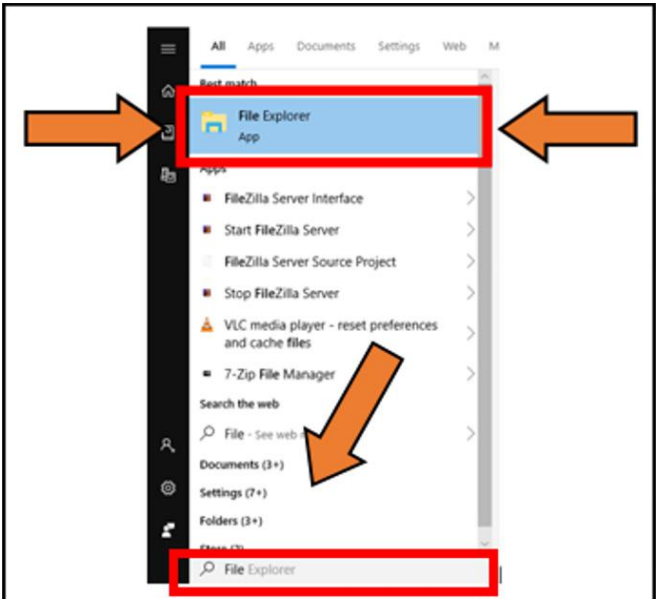 All Apps Documents Settings Web M
Best match
File Explorer
App
Apps
FileZilla Server Interface
Start FileZilla Server
FileZilla Server Source Project
Stop FileZilla Server
VLC media player - reset preferences
and cache files
7-Zip File Manager
Search the web
File - See web
Documents (3+)
Settings (7+)
Folders (3+)
Store (2)
File Explorer